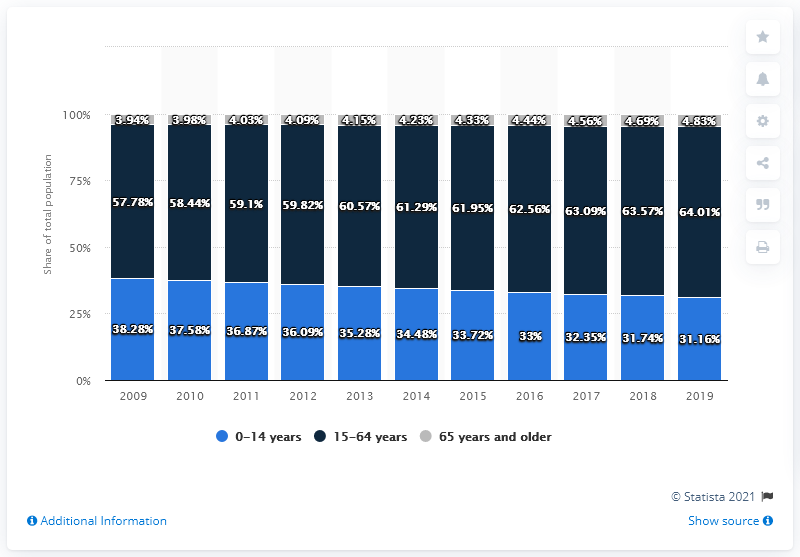 100%
75%
50%
25%
0%
Share of total population
3.94% 3.98% 4.03% 4.09% 4.15% 4.23% 4.33% 4.44% 4.56% 4.69% 4.83%
57.78% 58.44% 59.1% 59.82% 60.57% 61.29% 61.95% 62.56% 63.09% 63.57% 64.01%
38.28% 37.58% 36.87% 36.09% 35.28% 34.48% 33.72% 33% 32.35% 31.74% 31.16%
2009 2010 2011 2012 2013 2014 2015 2016 2017 2018 2019
0-14 years 15-64 years 65 years and older
© Statista 2021
Additional Information Show source